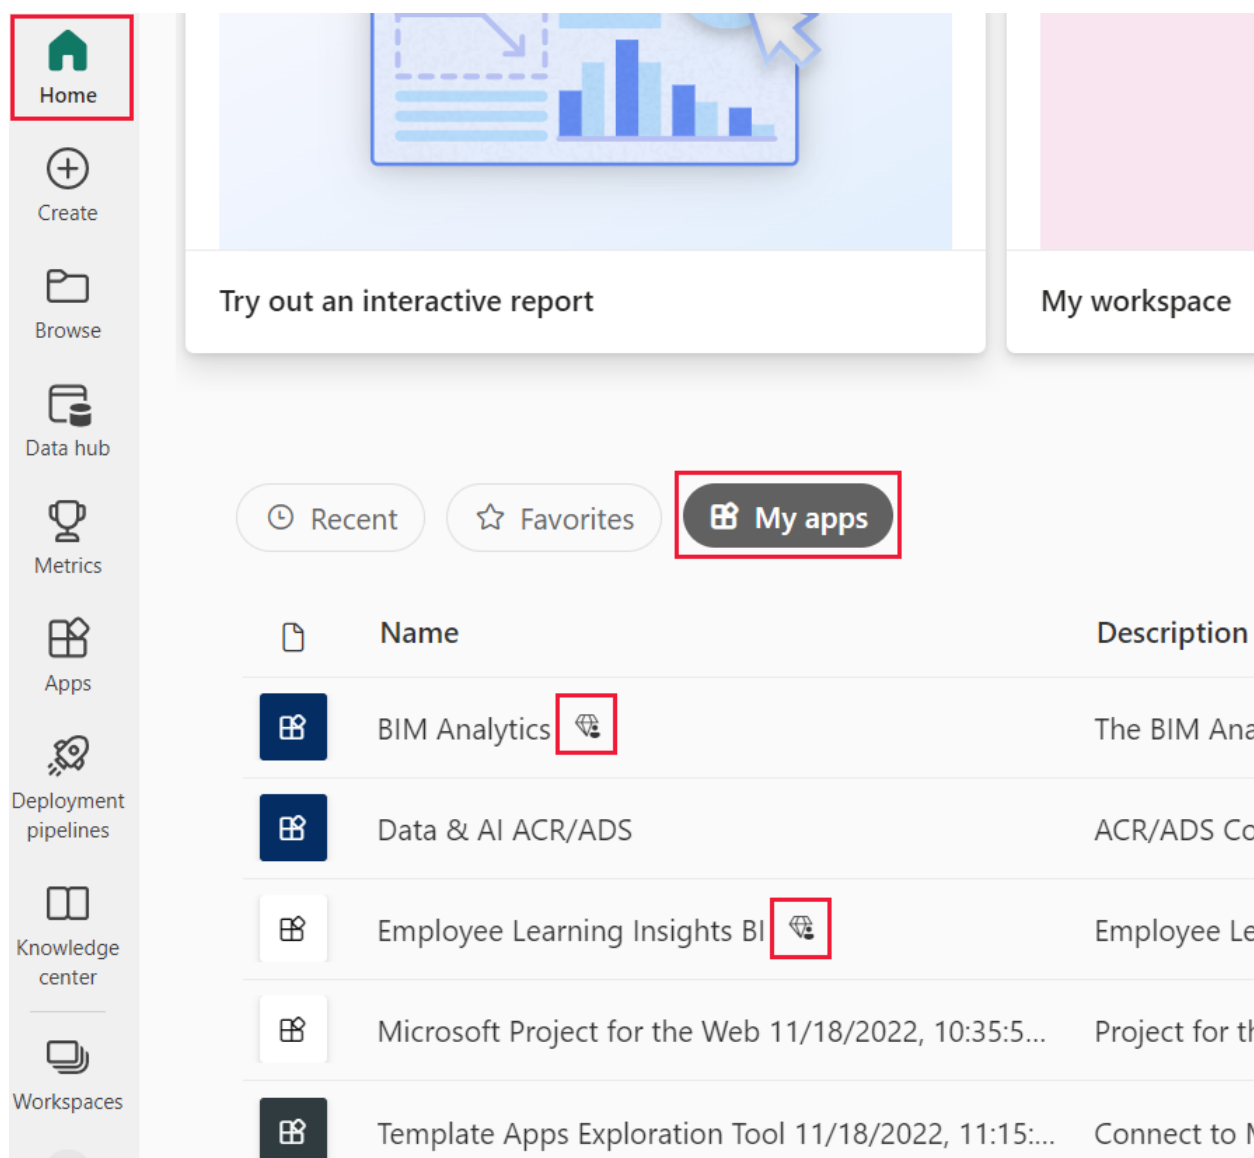 Home
Create
Browse
Data hub
Metrics
Apps
Deployment
pipelines
Knowledge
center
Workspaces
Try out an interactive report
My workspace
Recent
Favorites
My apps
Name
Description
BIM Analytics
The BIM Ana
Data & AI ACR/ADS
ACR/ADS Co
Employee Learning Insights BI
Employee Le
Microsoft Project for the Web 11/18/2022, 10:35:5...
Project for th
Template Apps Exploration Tool 11/18/2022, 11:15:...
Connect to M